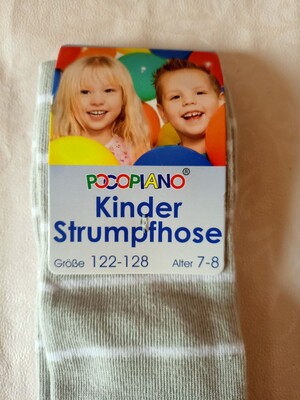 POCOPIANO®
Kinder
Strumpfhose
Größe 122-128 Alter 7-8